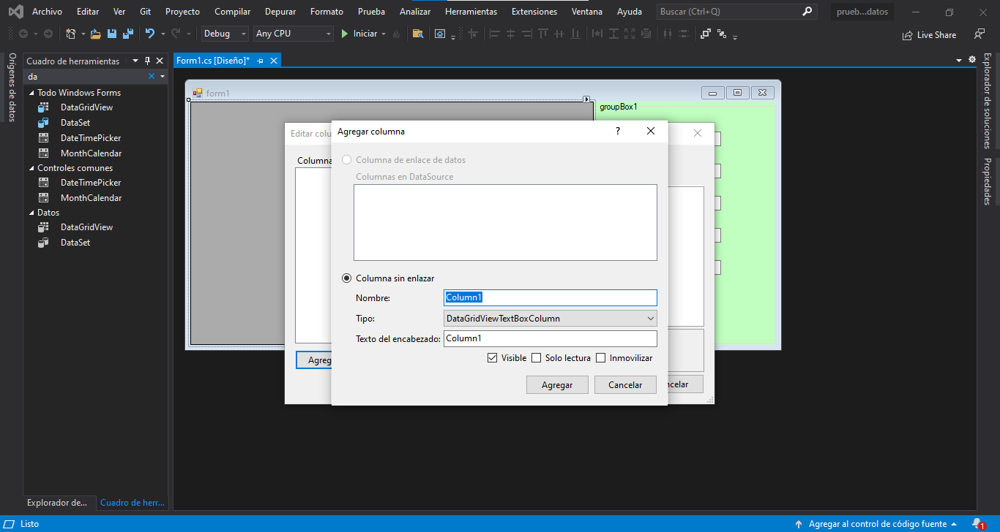 Archivo Editar Ver Git Proyecto Compilar Depurar Formato Prueba Analizar Herramientas Extensiones Ventana Ayuda Buscar (Ctrl+Q) prueb...datos
Debug Any CPU Iniciar Live Share
Orígenes de datos
Cuadro de herramientas
da
Todo Windows Forms
DataGridView
DataSet
DateTimePicker
MonthCalendar
Controles comunes
DateTimePicker
MonthCalendar
Datos
DataGridView
DataSet
Explorador de... Cuadro de herr...
Form1.cs [Diseño]*
form1
groupBox1
Editar colu
Columna
Agreg
ncelar
Agregar columna ?
Columna de enlace de datos
Columnas en DataSource
Columna sin enlazar
Nombre: Column1
Tipo: DataGridViewTextBoxColumn
Texto del encabezado: Column1
Visible Solo lectura Inmovilizar
Agregar Cancelar
Explorador de soluciones
Propiedades
Listo Agregar al control de código fuente 1